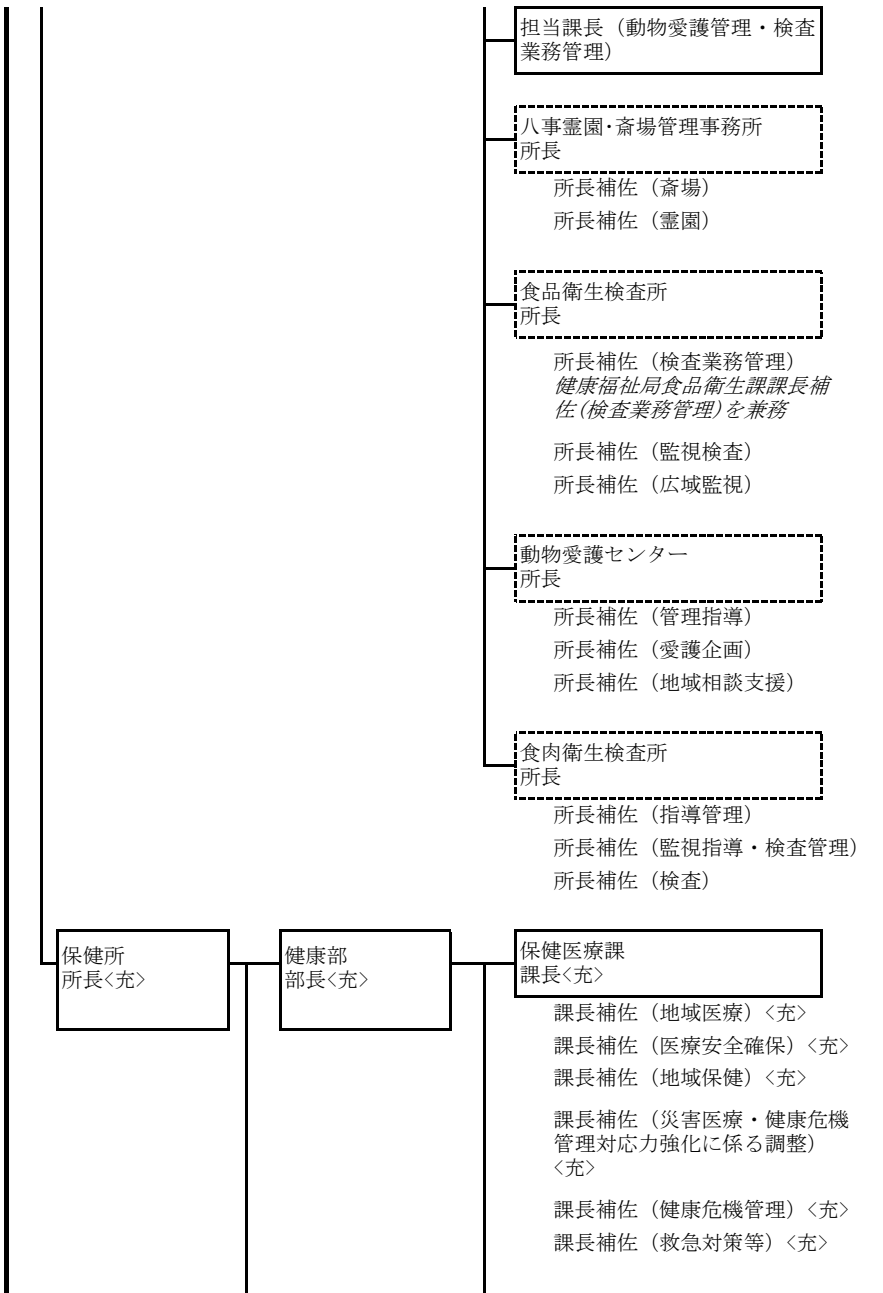 担当課長（動物愛護管理・検査
業務管理）
八事霊園・斎場管理事務所
所長
所長補佐（斎場）
所長補佐（霊園）
食品衛生検査所
所長
所長補佐（検査業務管理）
健康福祉局食品衛生課課長補
佐（検査業務管理）を兼務
所長補佐（監視検査）
所長補佐（広域監視）
動物愛護センター
所長
所長補佐（管理指導）
所長補佐（愛護企画）
所長補佐（地域相談支援）
食肉衛生検査所
所長
所長補佐（指導管理）
所長補佐（監視指導・検査管理）
所長補佐（検査）
保健所
所長<充>
健康部
部長<充>
保健医療課
課長<充>
課長補佐（地域医療）<充>
課長補佐（医療安全確保）<充>
課長補佐（地域保健）<充>
課長補佐（災害医療・健康危機
管理対応力強化に係る調整）
<充>
課長補佐（健康危機管理）<充>
課長補佐（救急対策等）<充>